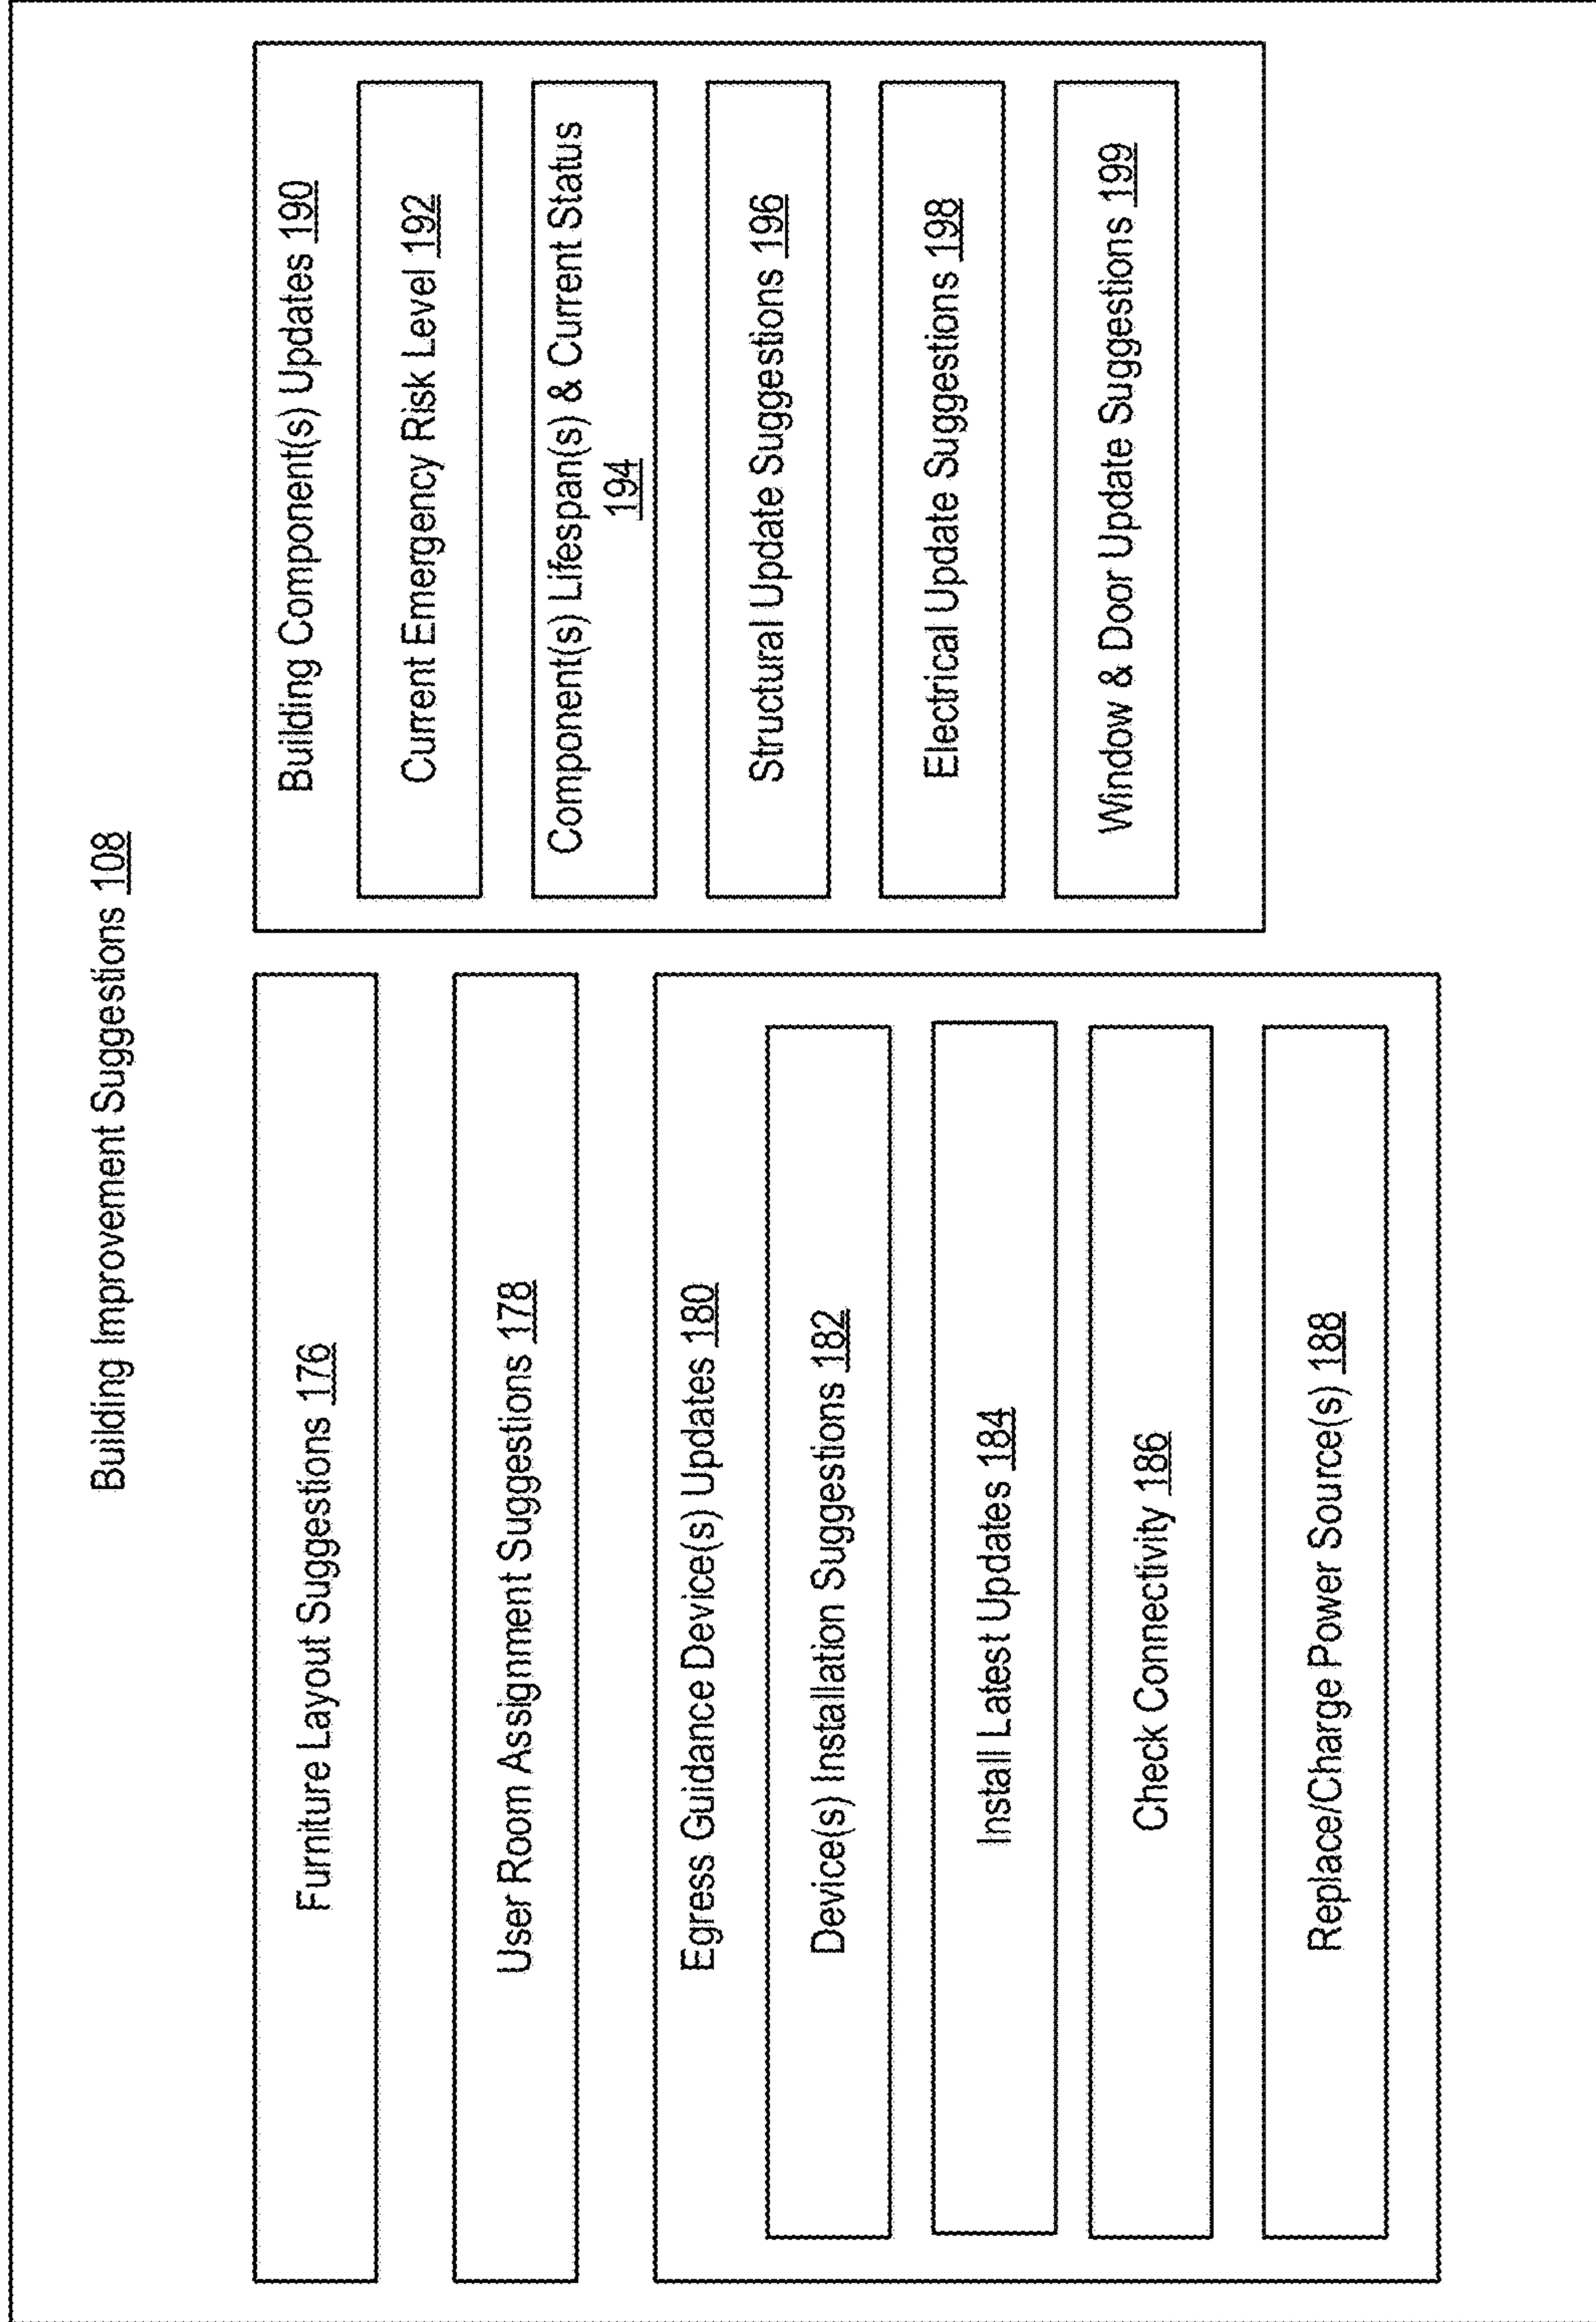 Building Improvement Suggestions 108
Furniture Layout Suggestions 176
User Room Assignment Suggestions 178
Egress Guidance Device(s) Updates 180
Device(s) Installation Suggestions 182
Install Latest Updates 184
Check Connectivity 186
Replace/Charge Power Source(s) 188
Building Component(s) Updates 190
Current Emergency Risk Level 192
Component(s) Lifespan(s) & Current Status
194
Structural Update Suggestions 196
Electrical Update Suggestions 198
Window & Door Update Suggestions 199